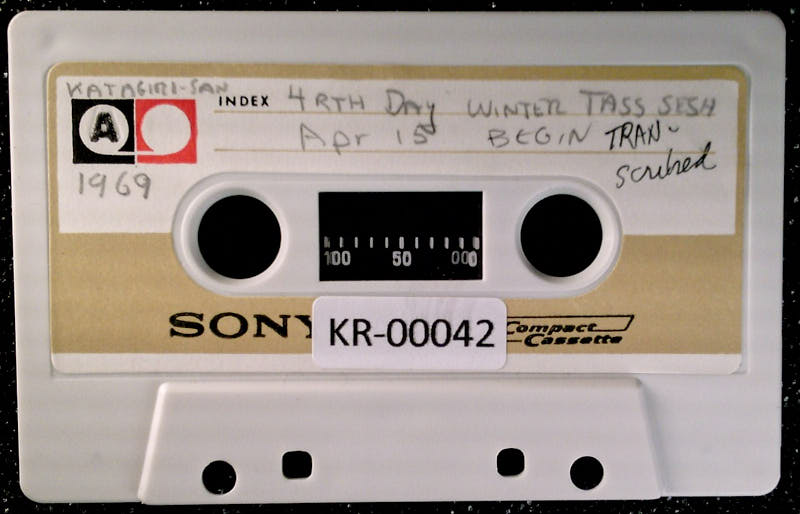 KATAGIRI-SAN
A INDEX 4RTH DAY WINTER TASS SESH
Apr 15 BEGIN TRAN-
scribed
1969
100 50 000
SONY Compact
Cassette
KR-00042